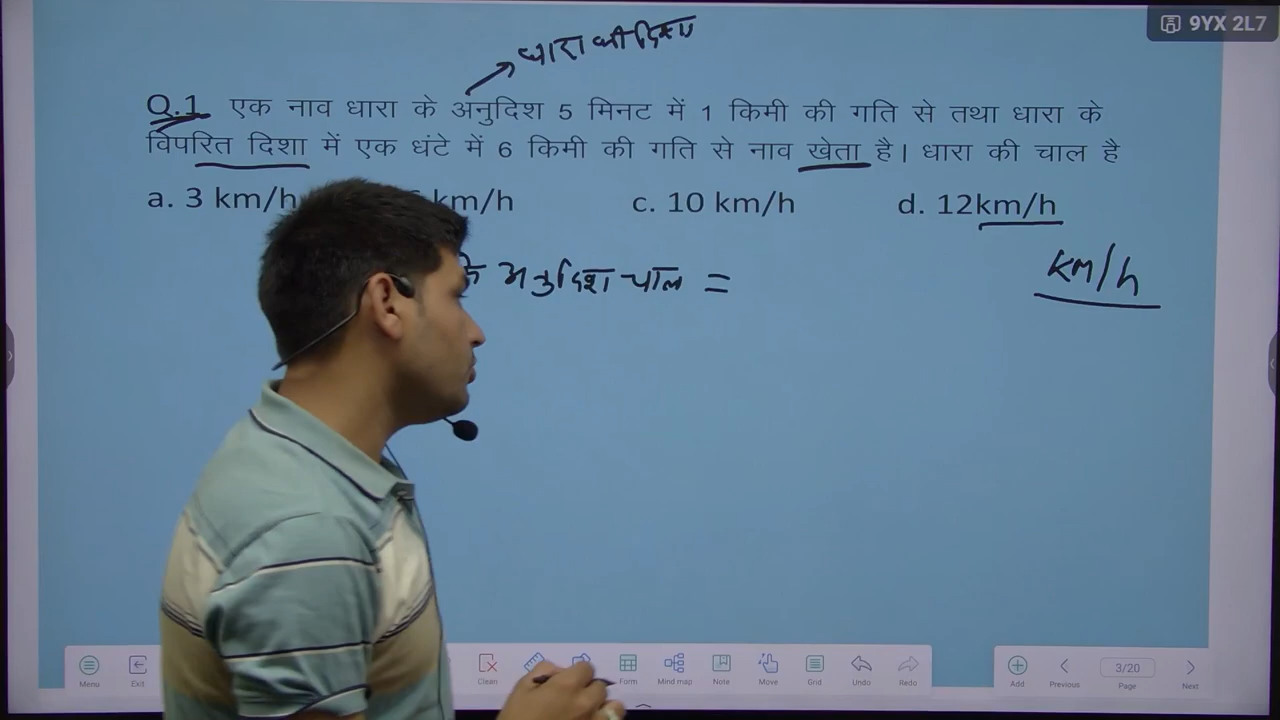 9YX 2L7
धारा की दिशा
Q.1 एक नाव धारा के अनुदिश 5 मिनट में 1 किमी की गति से तथा धारा के
विपरित दिशा में एक धंटे में 6 किमी की गति से नाव खेता है। धारा की चाल है
a. 3 km/h km/h c. 10 km/h d. 12km/h
के अनुदिश चाल =
km/h
Menu Exit Clean Form Mind map Note Move Grid Undo Redo Add Previous 3/20 Page Next